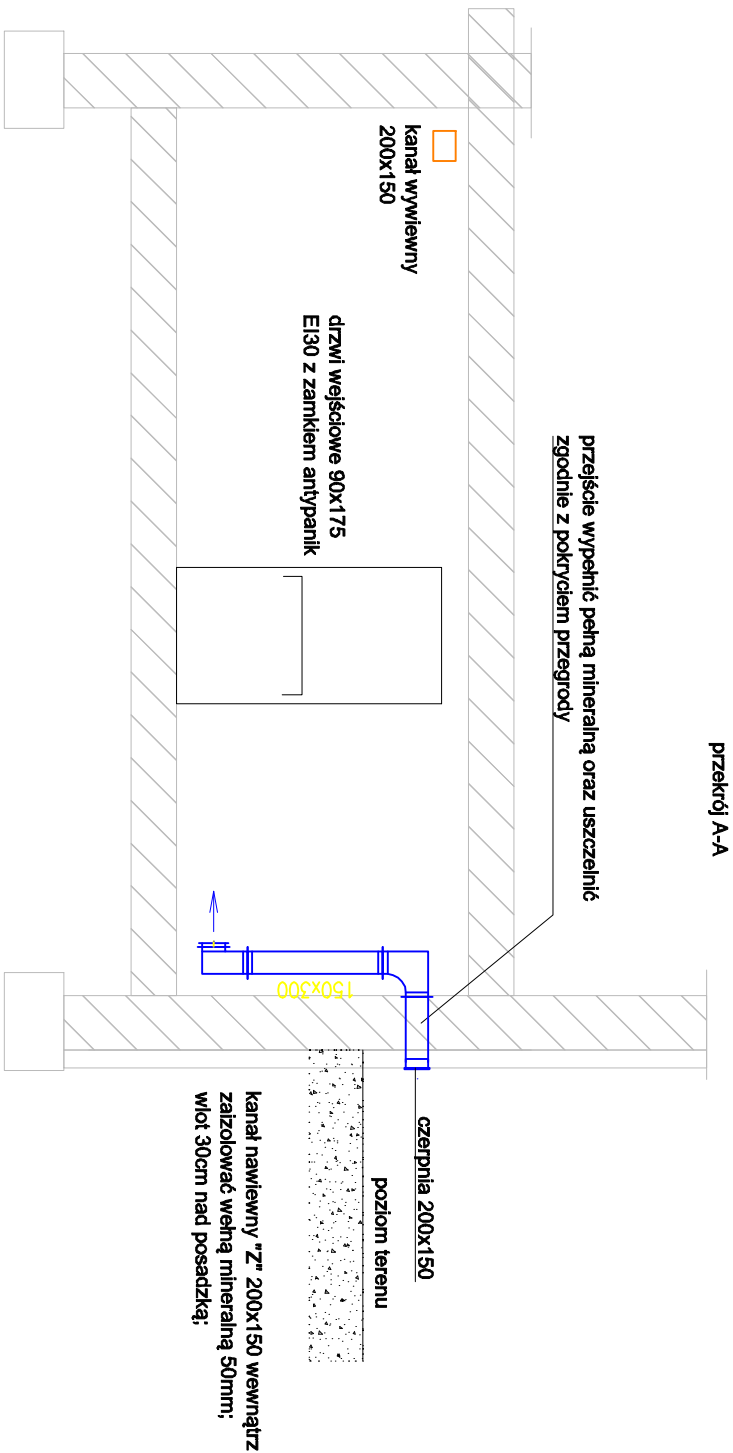 przekrój A-A
przejście wypełnić pełną mineralną oraz uszczelnić
zgodnie z pokryciem przegrody
kanał wywiewny
200x150
drzwi wejściowe 90x175
EI30 z zamkiem antypanik
150x300
czerpnia 200x150
poziom terenu
kanał nawiewny "Z" 200x150 wewnątrz
zaizolować wełną mineralną 50mm;
wlot 30cm nad posadzką;